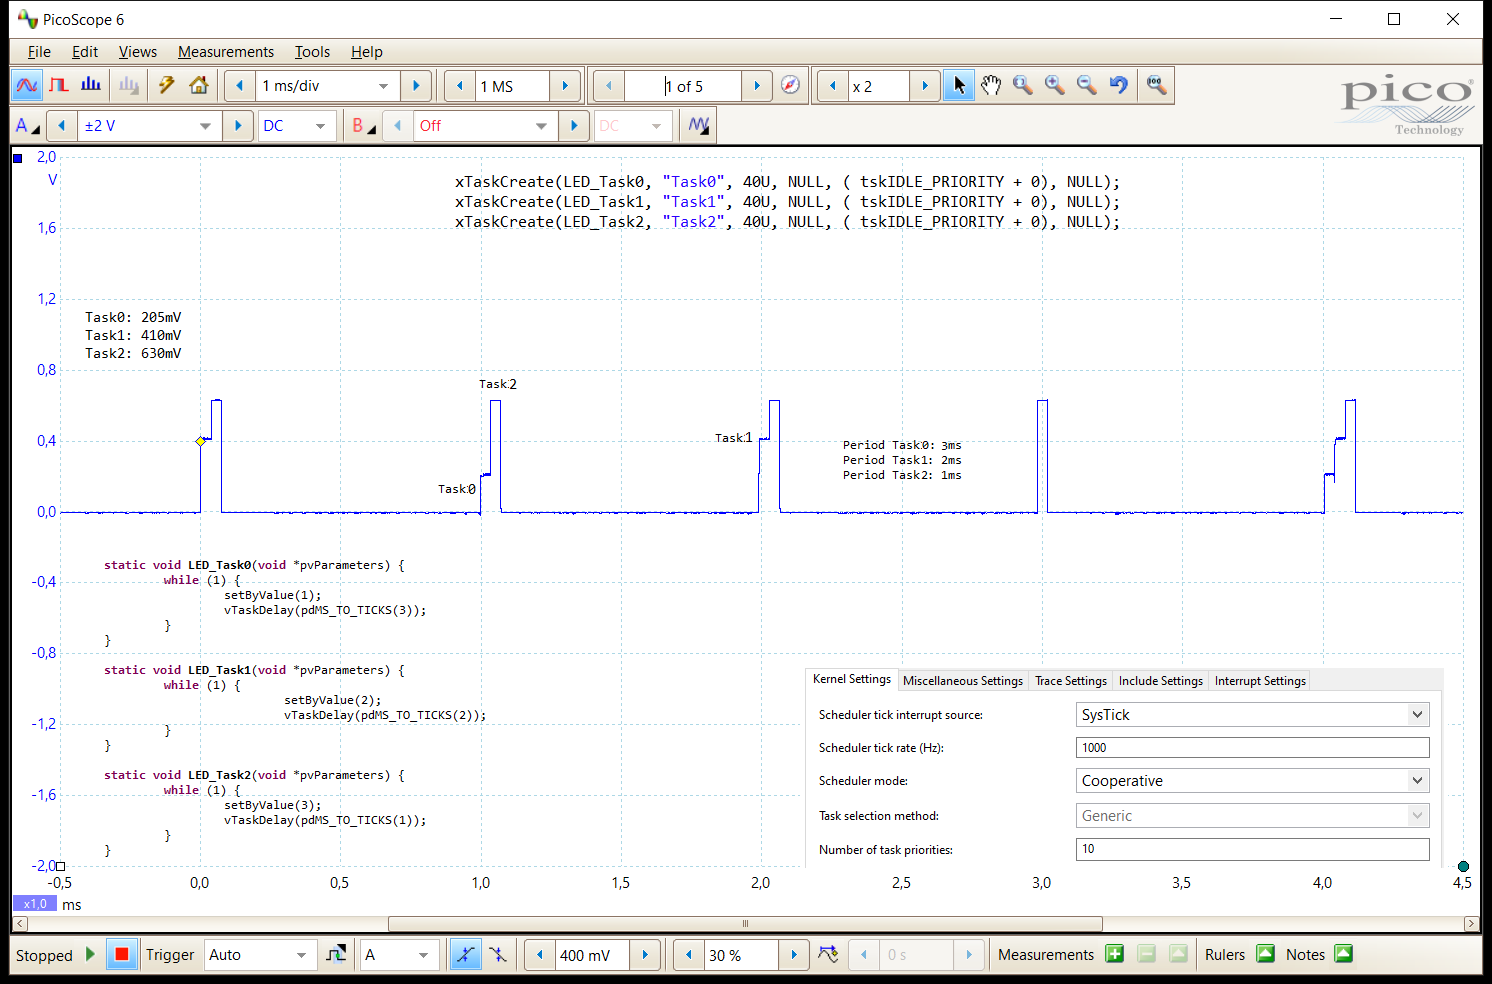 PicoScope 6
File Edit Views Measurements Tools Help
1 ms/div 1 MS 1 of 5 x 2
A ±2 V DC B Off DC
pico
Technology
2,0
V
xTaskCreate(LED_Task0, "Task0", 40U, NULL, ( tskIDLE_PRIORITY + 0), NULL);
xTaskCreate(LED_Task1, "Task1", 40U, NULL, ( tskIDLE_PRIORITY + 0), NULL);
xTaskCreate(LED_Task2, "Task2", 40U, NULL, ( tskIDLE_PRIORITY + 0), NULL);
1,6
1,2
Task0: 205mV
Task1: 410mV
Task2: 630mV
0,8
Task2
0,4
Task1
Period Task0: 3ms
Period Task1: 2ms
Period Task2: 1ms
Task0
0,0
static void LED_Task0(void *pvParameters) {
while (1) {
setByValue(1);
vTaskDelay(pdMS_TO_TICKS(3));
}
}
-0,4
-0,8
static void LED_Task1(void *pvParameters) {
while (1) {
setByValue(2);
vTaskDelay(pdMS_TO_TICKS(2));
}
}
-1,2
static void LED_Task2(void *pvParameters) {
while (1) {
setByValue(3);
vTaskDelay(pdMS_TO_TICKS(1));
}
}
-1,6
-2,0
Kernel Settings Miscellaneous Settings Trace Settings Include Settings Interrupt Settings
Scheduler tick interrupt source: SysTick
Scheduler tick rate (Hz): 1000
Scheduler mode: Cooperative
Task selection method: Generic
Number of task priorities: 10
-0,5 0,0 0,5 1,0 1,5 2,0 2,5 3,0 3,5 4,0 4,5
x1,0 ms
Stopped Trigger Auto A 400 mV 30 % 0 s Measurements Rulers Notes